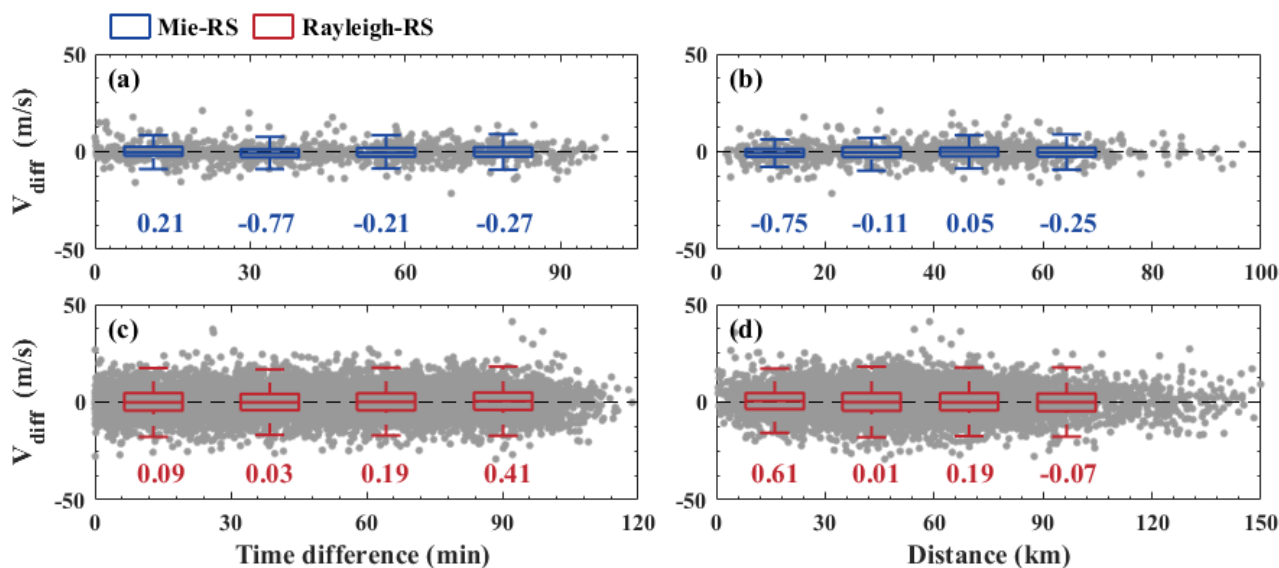 Mie-RS Rayleigh-RS
50
(a)
V_diff (m/s)
0
0.21 -0.77 -0.21 -0.27
-50
0 30 60 90
50
(b)
0
-0.75 -0.11 0.05 -0.25
-50
0 20 40 60 80 100
50
(c)
V_diff (m/s)
0
0.09 0.03 0.19 0.41
-50
0 30 60 90 120
Time difference (min)
50
(d)
0
0.61 0.01 0.19 -0.07
-50
0 30 60 90 120 150
Distance (km)